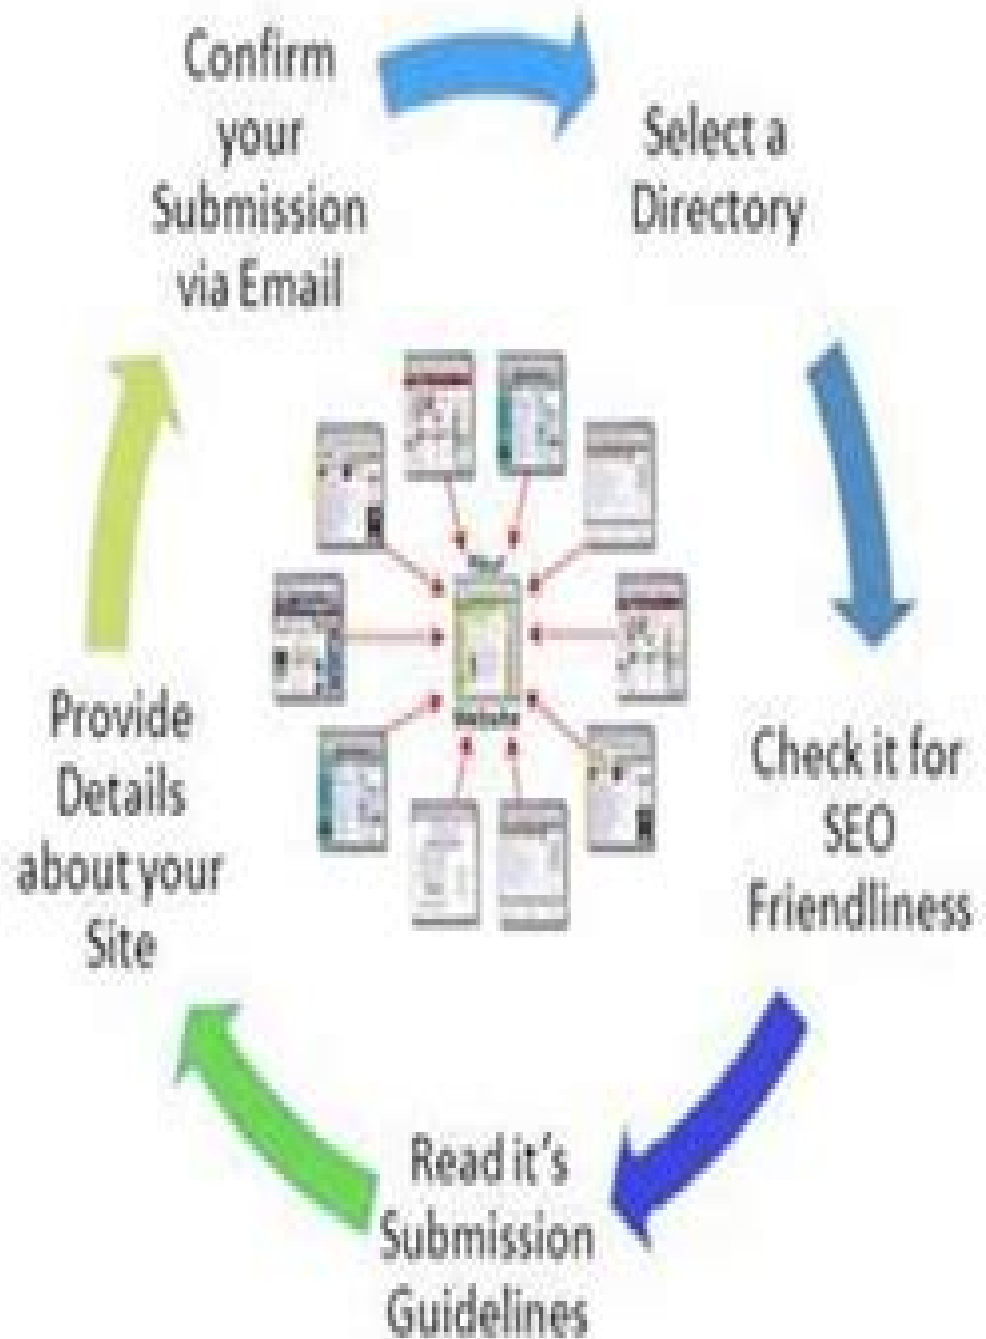 Confirm
your
Submission
via Email
Select a
Directory
Check it for
SEO
Friendliness
Read it's
Submission
Guidelines
Provide
Details
about your
Site
Website